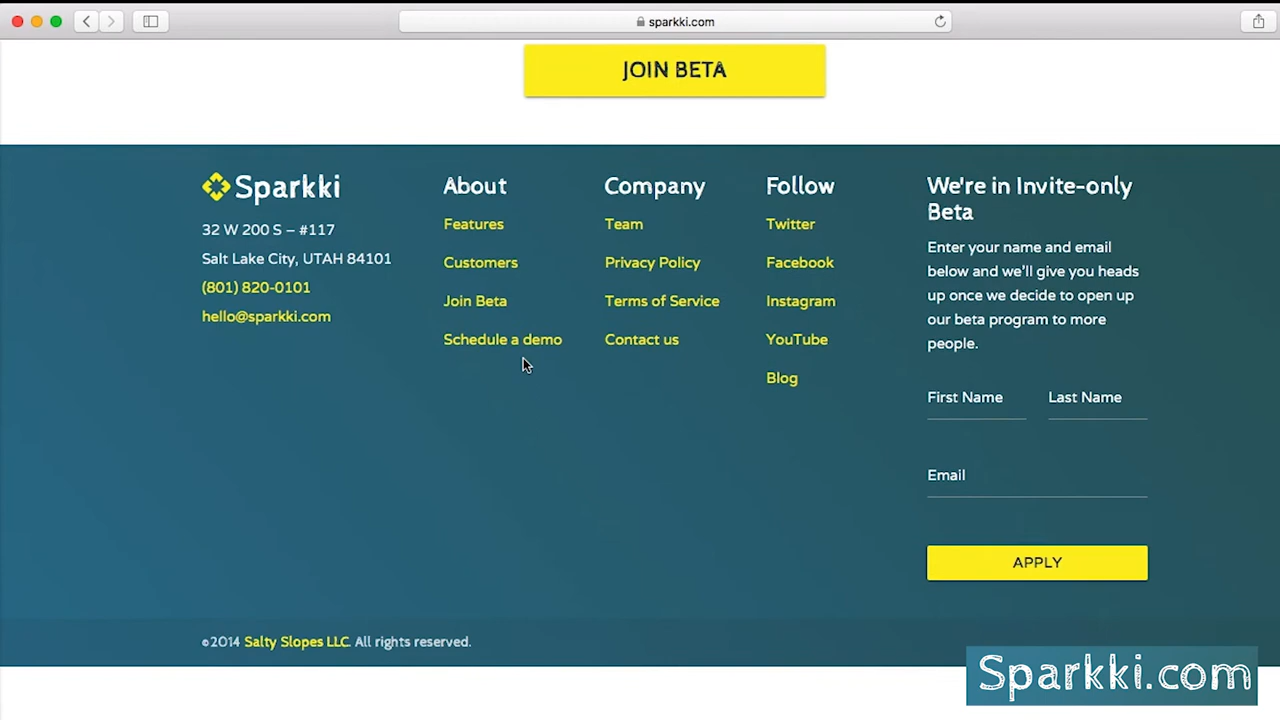 sparkki.com
JOIN BETA
Sparkki
32 W 200 S – #117
Salt Lake City, UTAH 84101
(801) 820-0101
hello@sparkki.com
About
Features
Customers
Join Beta
Schedule a demo
Company
Team
Privacy Policy
Terms of Service
Contact us
Follow
Twitter
Facebook
Instagram
YouTube
Blog
We're in Invite-only
Beta
Enter your name and email
below and we'll give you heads
up once we decide to open up
our beta program to more
people.
First Name Last Name
Email
APPLY
©2014 Salty Slopes LLC. All rights reserved.
Sparkki.com